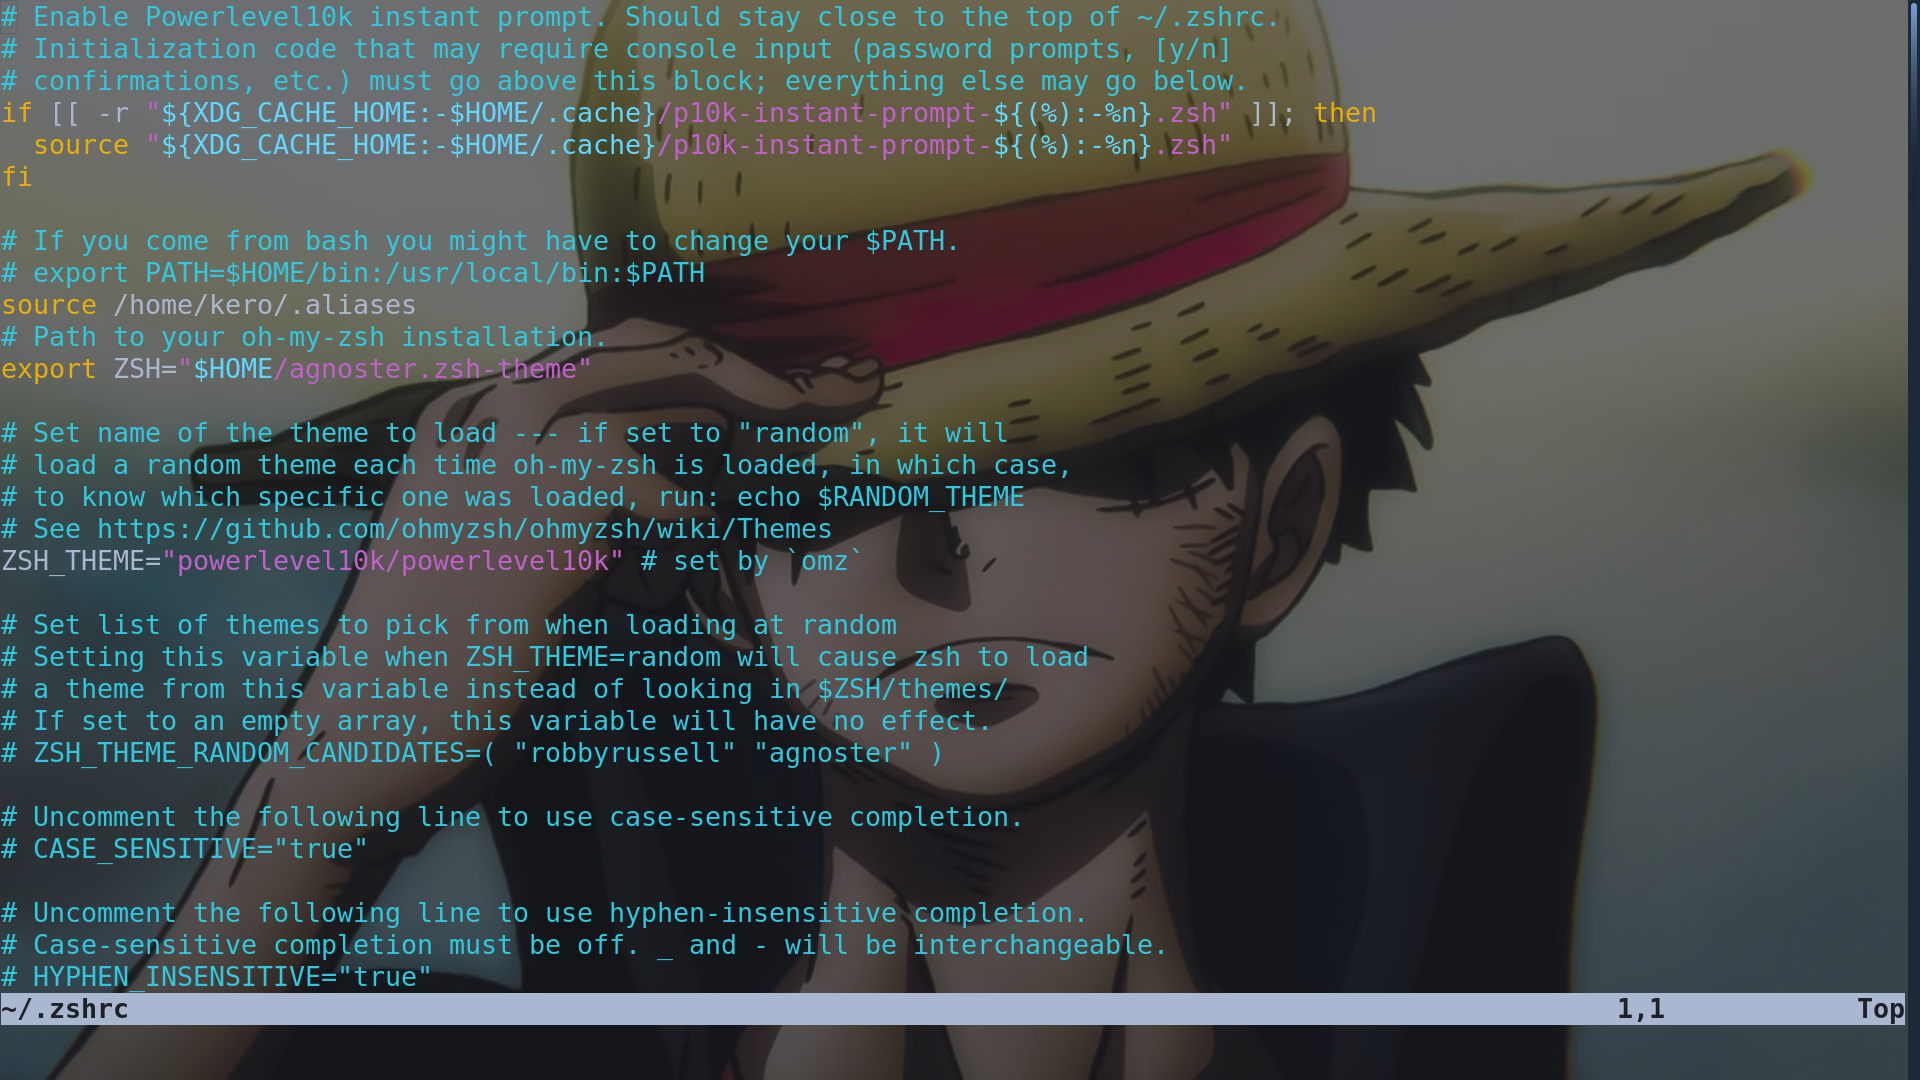 # Enable Powerlevel10k instant prompt. Should stay close to the top of ~/.zshrc.
# Initialization code that may require console input (password prompts, [y/n]
# confirmations, etc.) must go above this block; everything else may go below.
if [[ -r "${XDG_CACHE_HOME:-$HOME/.cache}/p10k-instant-prompt-${(%):-%n}.zsh" ]]; then
  source "${XDG_CACHE_HOME:-$HOME/.cache}/p10k-instant-prompt-${(%):-%n}.zsh"
fi

# If you come from bash you might have to change your $PATH.
# export PATH=$HOME/bin:/usr/local/bin:$PATH
source /home/kero/.aliases
# Path to your oh-my-zsh installation.
export ZSH="$HOME/agnoster.zsh-theme"

# Set name of the theme to load --- if set to "random", it will
# load a random theme each time oh-my-zsh is loaded, in which case,
# to know which specific one was loaded, run: echo $RANDOM_THEME
# See https://github.com/ohmyzsh/ohmyzsh/wiki/Themes
ZSH_THEME="powerlevel10k/powerlevel10k" # set by `omz`

# Set list of themes to pick from when loading at random
# Setting this variable when ZSH_THEME=random will cause zsh to load
# a theme from this variable instead of looking in $ZSH/themes/
# If set to an empty array, this variable will have no effect.
# ZSH_THEME_RANDOM_CANDIDATES=( "robbyrussell" "agnoster" )

# Uncomment the following line to use case-sensitive completion.
# CASE_SENSITIVE="true"

# Uncomment the following line to use hyphen-insensitive completion.
# Case-sensitive completion must be off. _ and - will be interchangeable.
# HYPHEN_INSENSITIVE="true"
~/.zshrc 1,1 Top